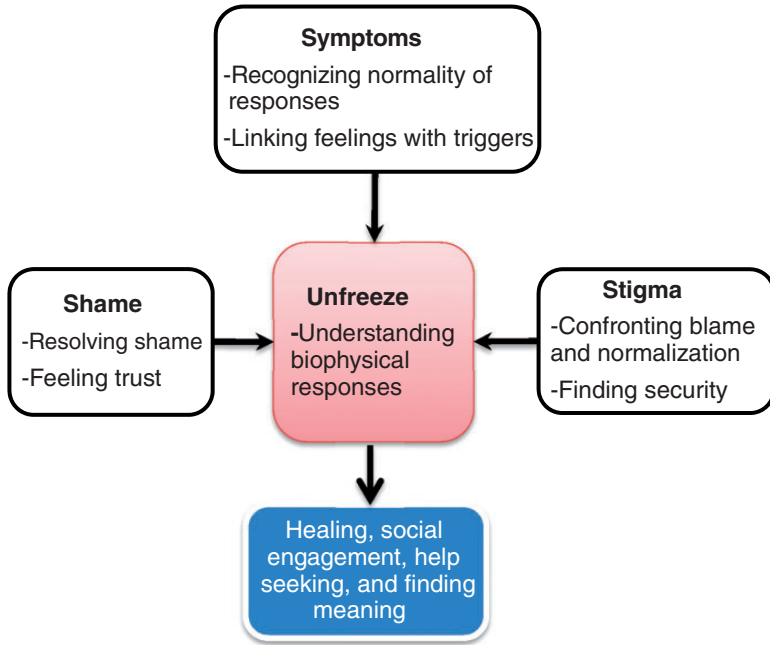 Symptoms
-Recognizing normality of
responses
-Linking feelings with triggers
Shame
-Resolving shame
-Feeling trust
Unfreeze
-Understanding
biophysical
responses
Stigma
-Confronting blame
and normalization
-Finding security
Healing, social
engagement, help
seeking, and finding
meaning